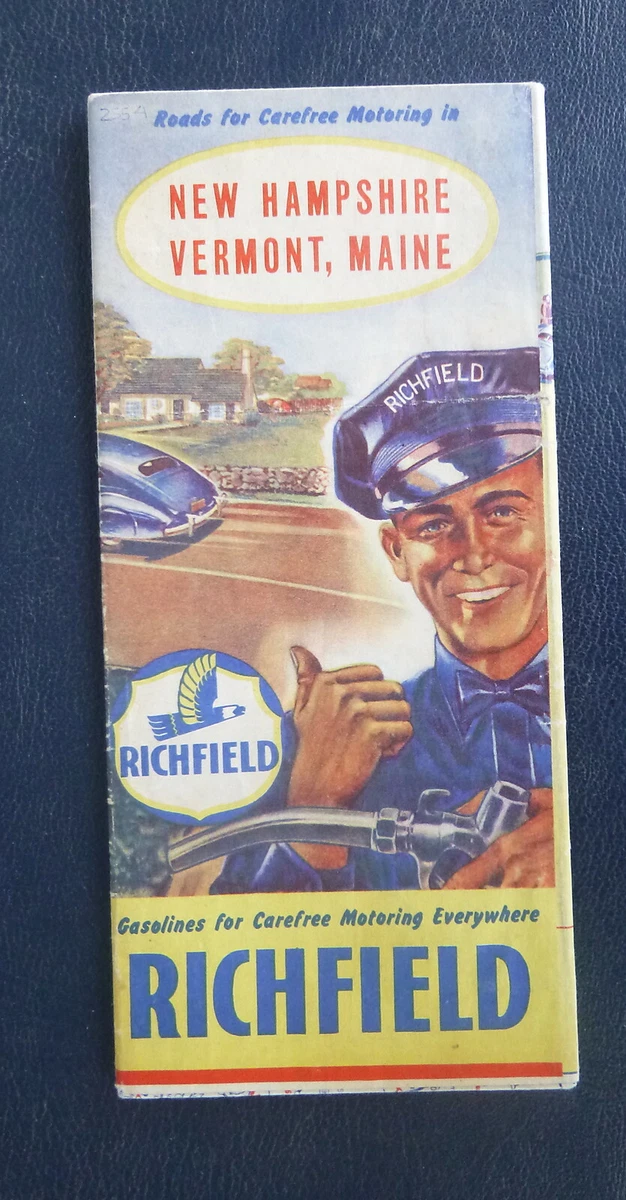 Roads for Carefree Motoring in
NEW HAMPSHIRE
VERMONT, MAINE
RICHFIELD
RICHFIELD
Gasolines for Carefree Motoring Everywhere
RICHFIELD